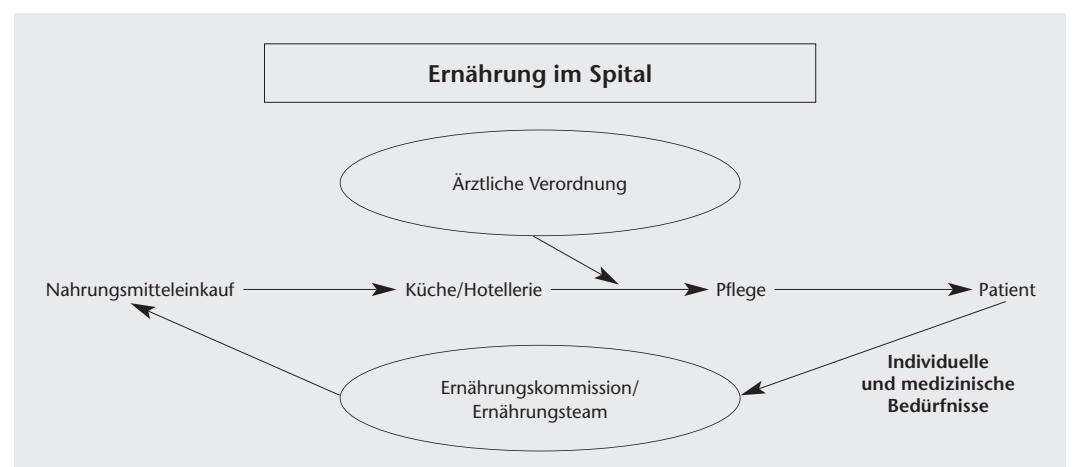 Ernährung im Spital
Ärztliche Verordnung
Nahrungsmitteleinkauf
Küche/Hotellerie
Pflege
Patient
Individuelle
und medizinische
Bedürfnisse
Ernährungskommission/
Ernährungsteam